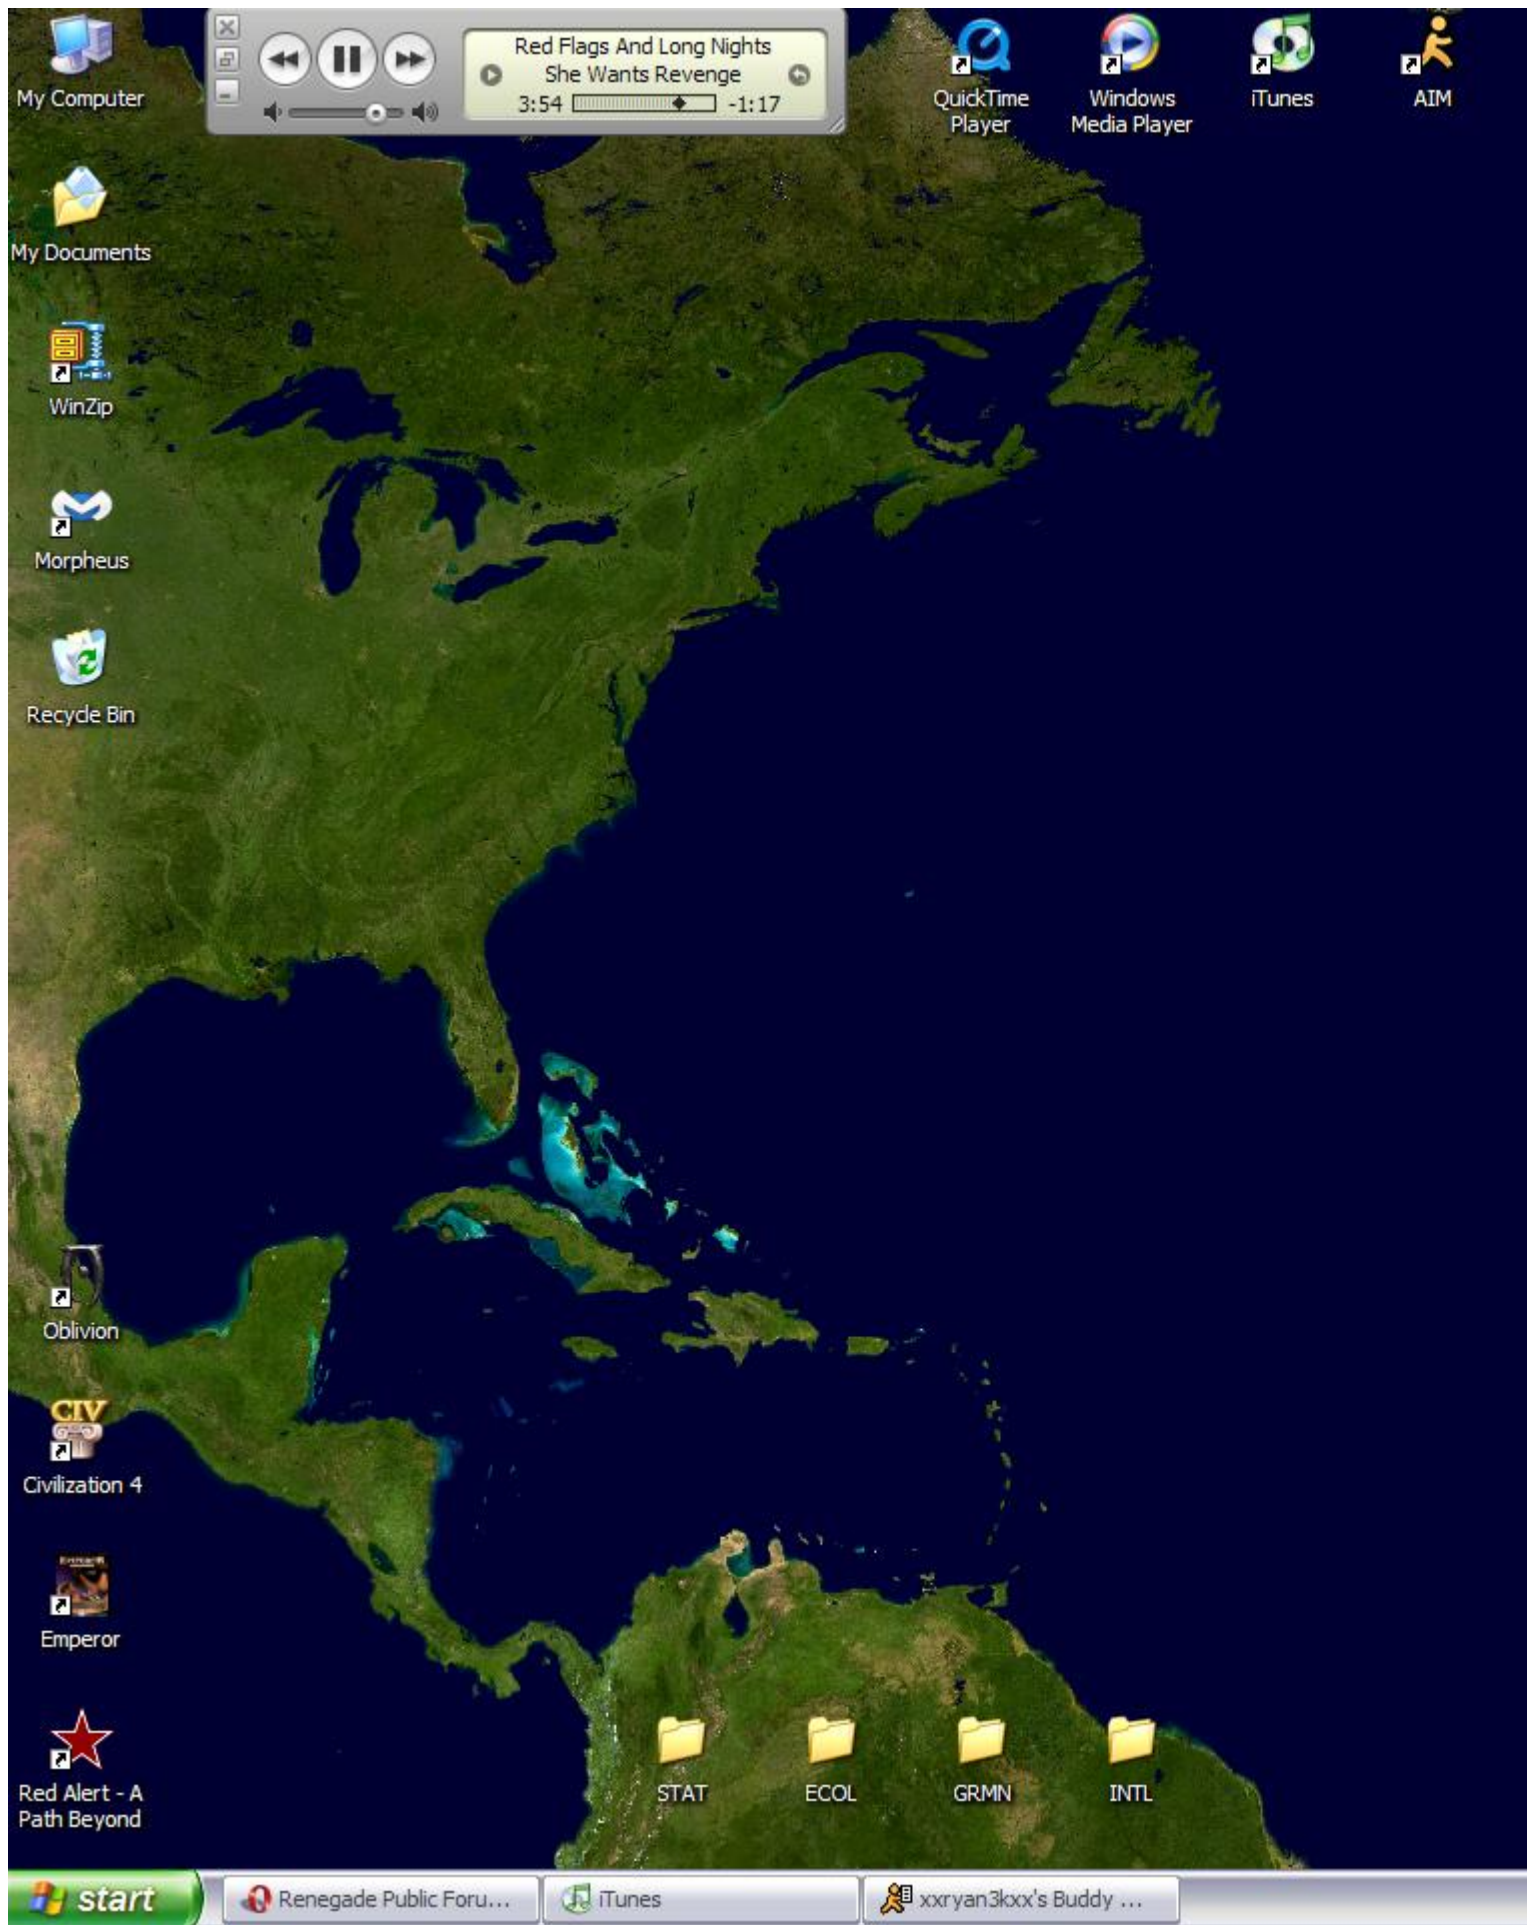 My Computer
Red Flags And Long Nights
She Wants Revenge
3:54 -1:17
QuickTime
Player
Windows
Media Player
iTunes
AIM
My Documents
WinZip
Morpheus
Recycle Bin
Oblivion
CIV
Civilization 4
Emperor
Red Alert - A
Path Beyond
STAT
ECOL
GRMN
INTL
start
Renegade Public Foru...
iTunes
xxryan3kxx's Buddy ...